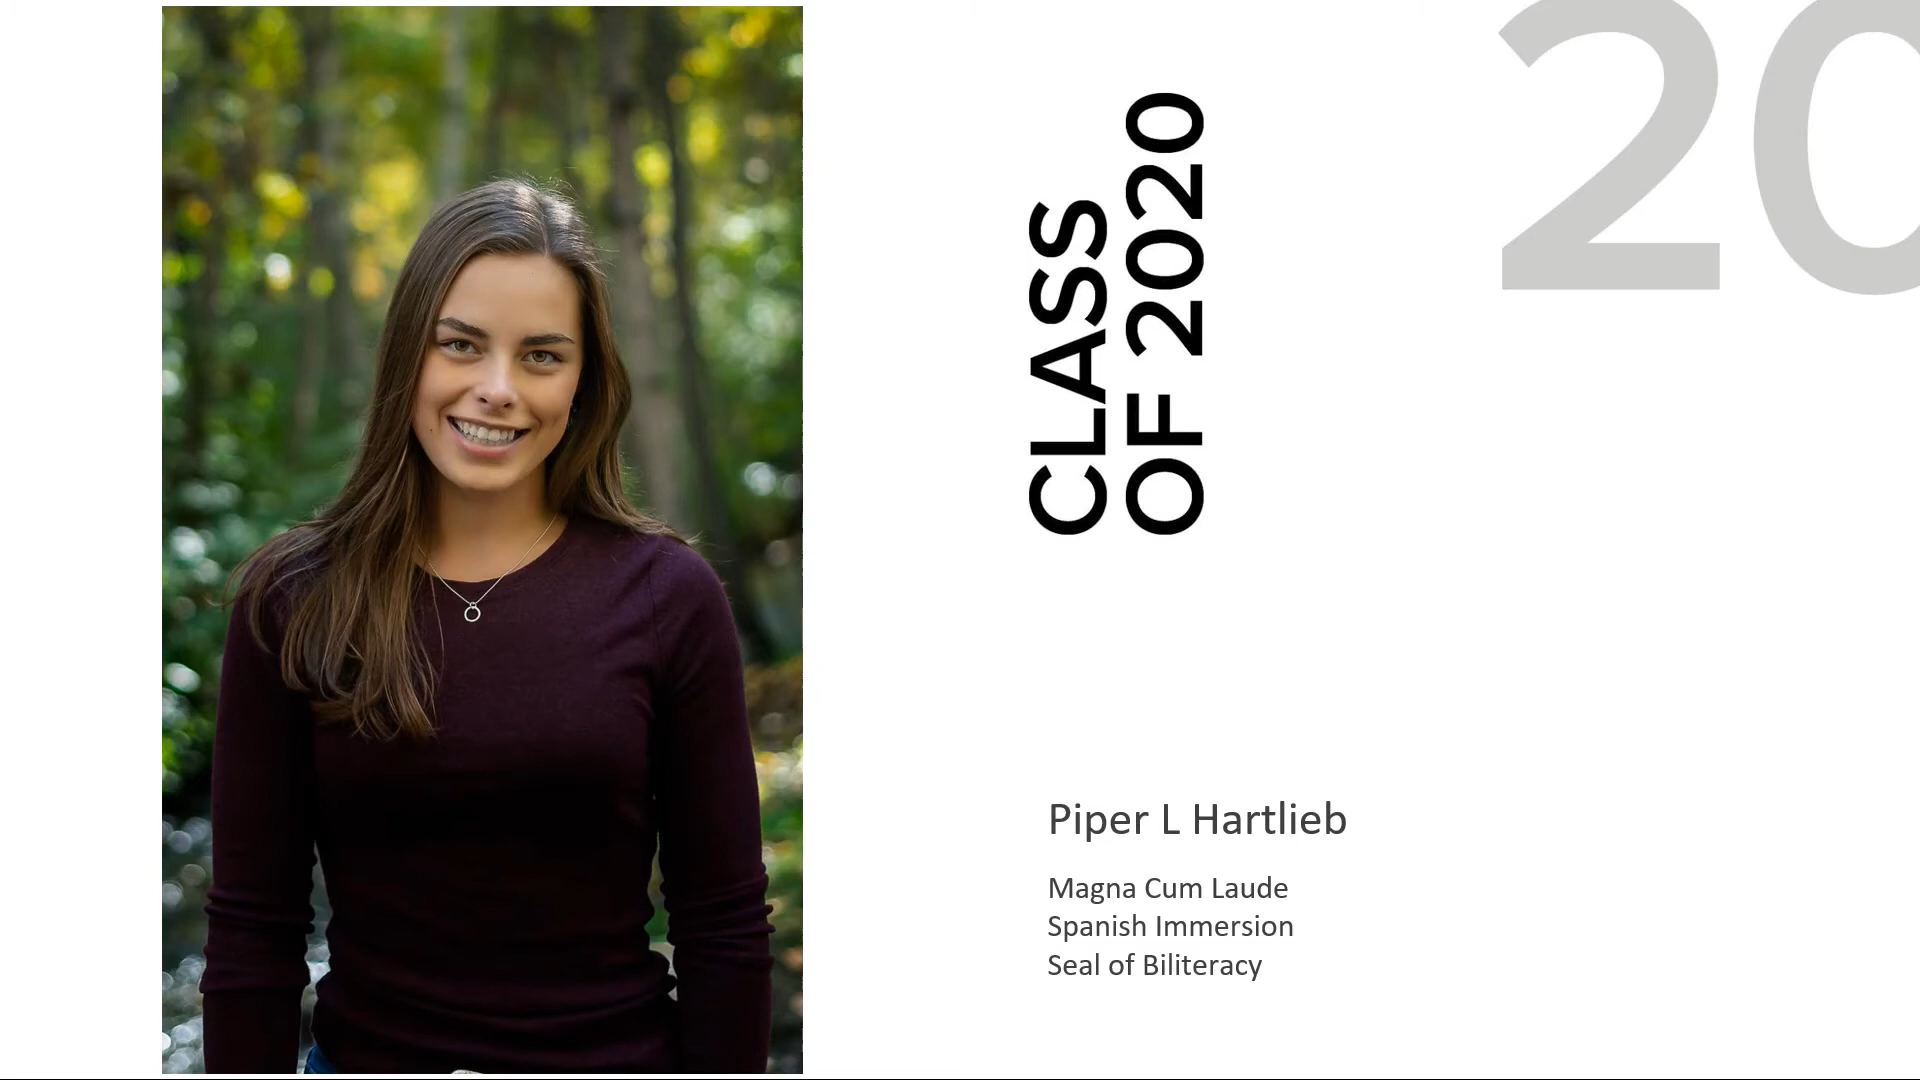 CLASS
OF 2020
20
Piper L Hartlieb
Magna Cum Laude
Spanish Immersion
Seal of Biliteracy